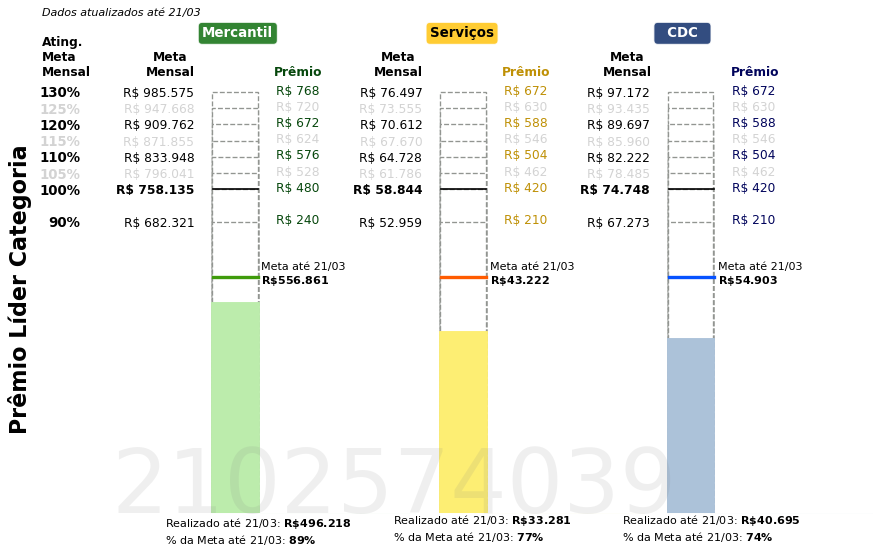 Dados atualizados até 21/03
Mercantil Serviços CDC
Ating. Meta Mensal Meta Mensal Prêmio Meta Mensal Prêmio Meta Mensal Prêmio
130% R$ 985.575 R$ 768 R$ 76.497 R$ 672 R$ 97.172 R$ 672
125% R$ 947.668 R$ 720 R$ 73.555 R$ 630 R$ 93.435 R$ 630
120% R$ 909.762 R$ 672 R$ 70.612 R$ 588 R$ 89.697 R$ 588
115% R$ 871.855 R$ 624 R$ 67.670 R$ 546 R$ 85.960 R$ 546
110% R$ 833.948 R$ 576 R$ 64.728 R$ 504 R$ 82.222 R$ 504
105% R$ 796.041 R$ 528 R$ 61.786 R$ 462 R$ 78.485 R$ 462
100% R$ 758.135 R$ 480 R$ 58.844 R$ 420 R$ 74.748 R$ 420
90% R$ 682.321 R$ 240 R$ 52.959 R$ 210 R$ 67.273 R$ 210
Meta até 21/03 Meta até 21/03 Meta até 21/03
R$556.861 R$43.222 R$54.903
Prêmio Líder Categoria
2102574039
Realizado até 21/03: R$496.218 Realizado até 21/03: R$33.281 Realizado até 21/03: R$40.695
% da Meta até 21/03: 89% % da Meta até 21/03: 77% % da Meta até 21/03: 74%